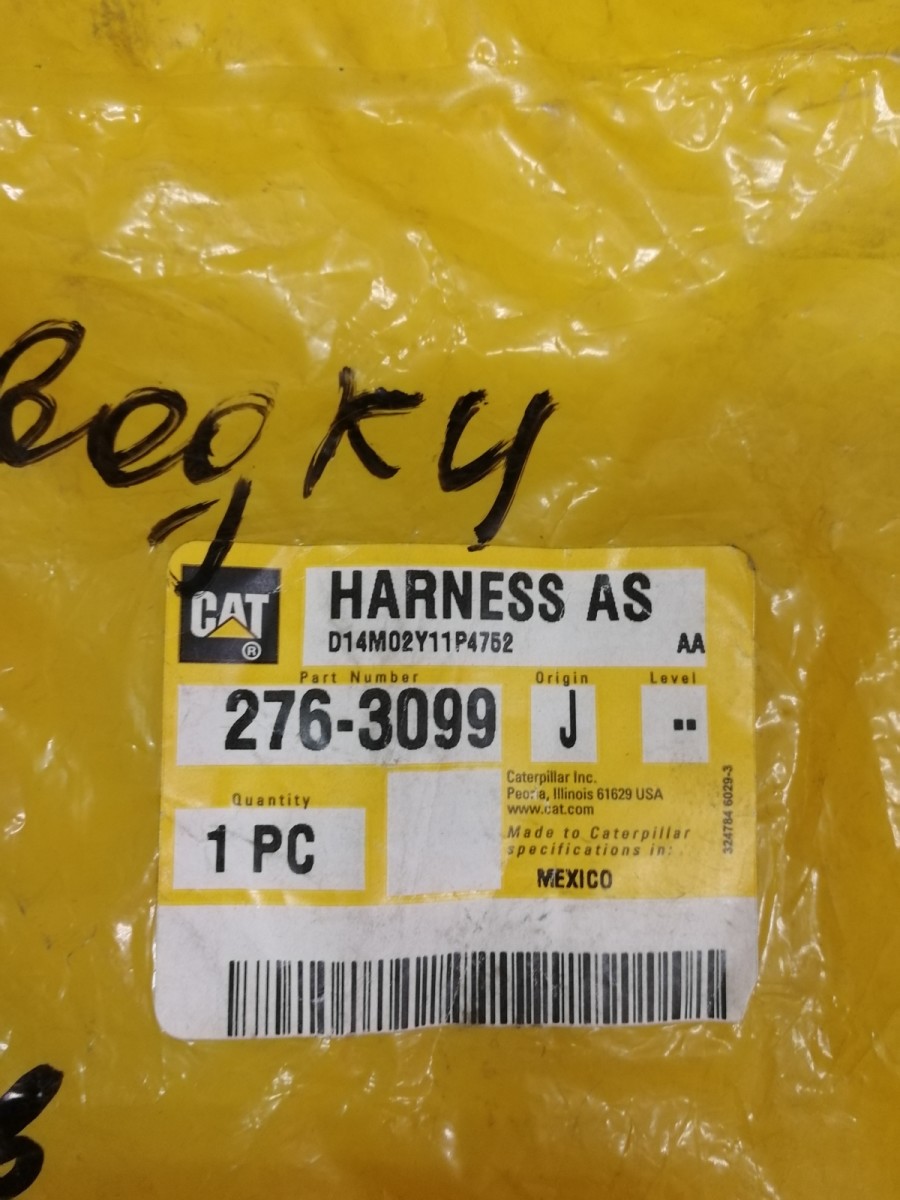 ведку
CAT
®
HARNESS AS
D14M02Y11P4752 AA
Part Number Origin Level
276-3099 J --
Quantity
1 PC
Caterpillar Inc.
Peoria, Illinois 61629 USA
www.cat.com
Made to Caterpillar
specifications in:
MEXICO
324784 6029-3